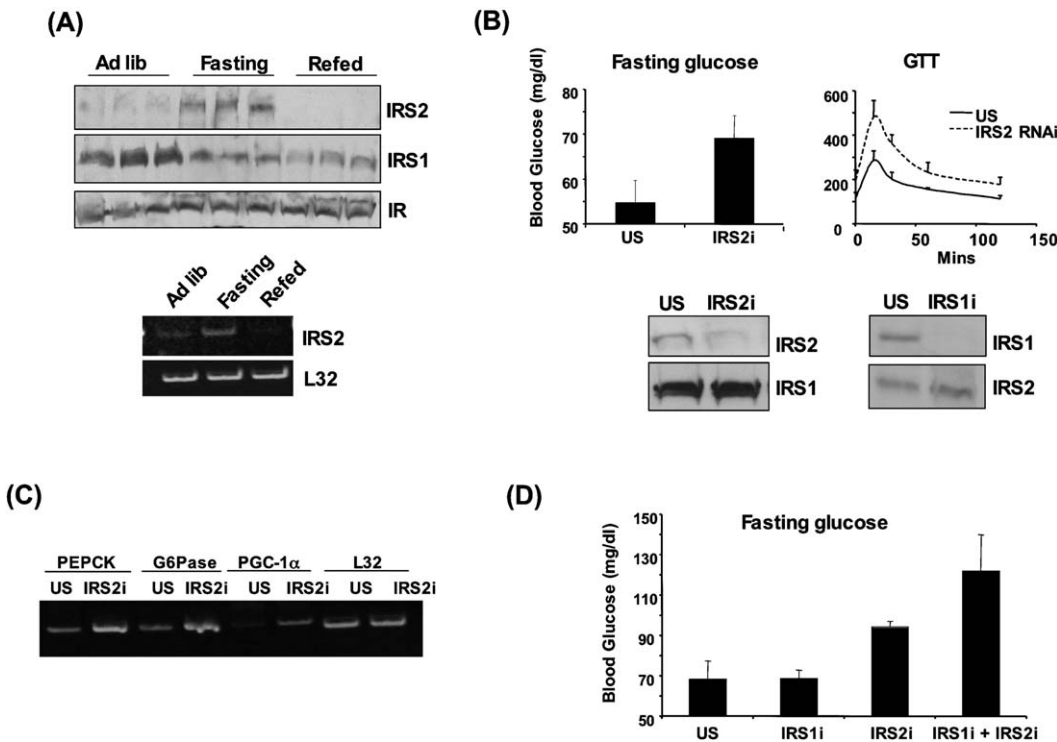 (A)
Ad lib Fasting Refed
IRS2
IRS1
IR
Ad lib Fasting Refed
IRS2
L32
(B)
Fasting glucose
Blood Glucose (mg/dl)
80
70
60
50
US IRS2i
GTT
600
400
200
0
US
IRS2 RNAi
0 50 100 150
Mins
US IRS2i
IRS2
IRS1
US IRS1i
IRS1
IRS2
(C)
PEPCK G6Pase PGC-1α L32
US IRS2i US IRS2i US IRS2i US IRS2i
(D)
Fasting glucose
Blood Glucose (mg/dl)
150
130
110
90
70
50
US IRS1i IRS2i IRS1i + IRS2i